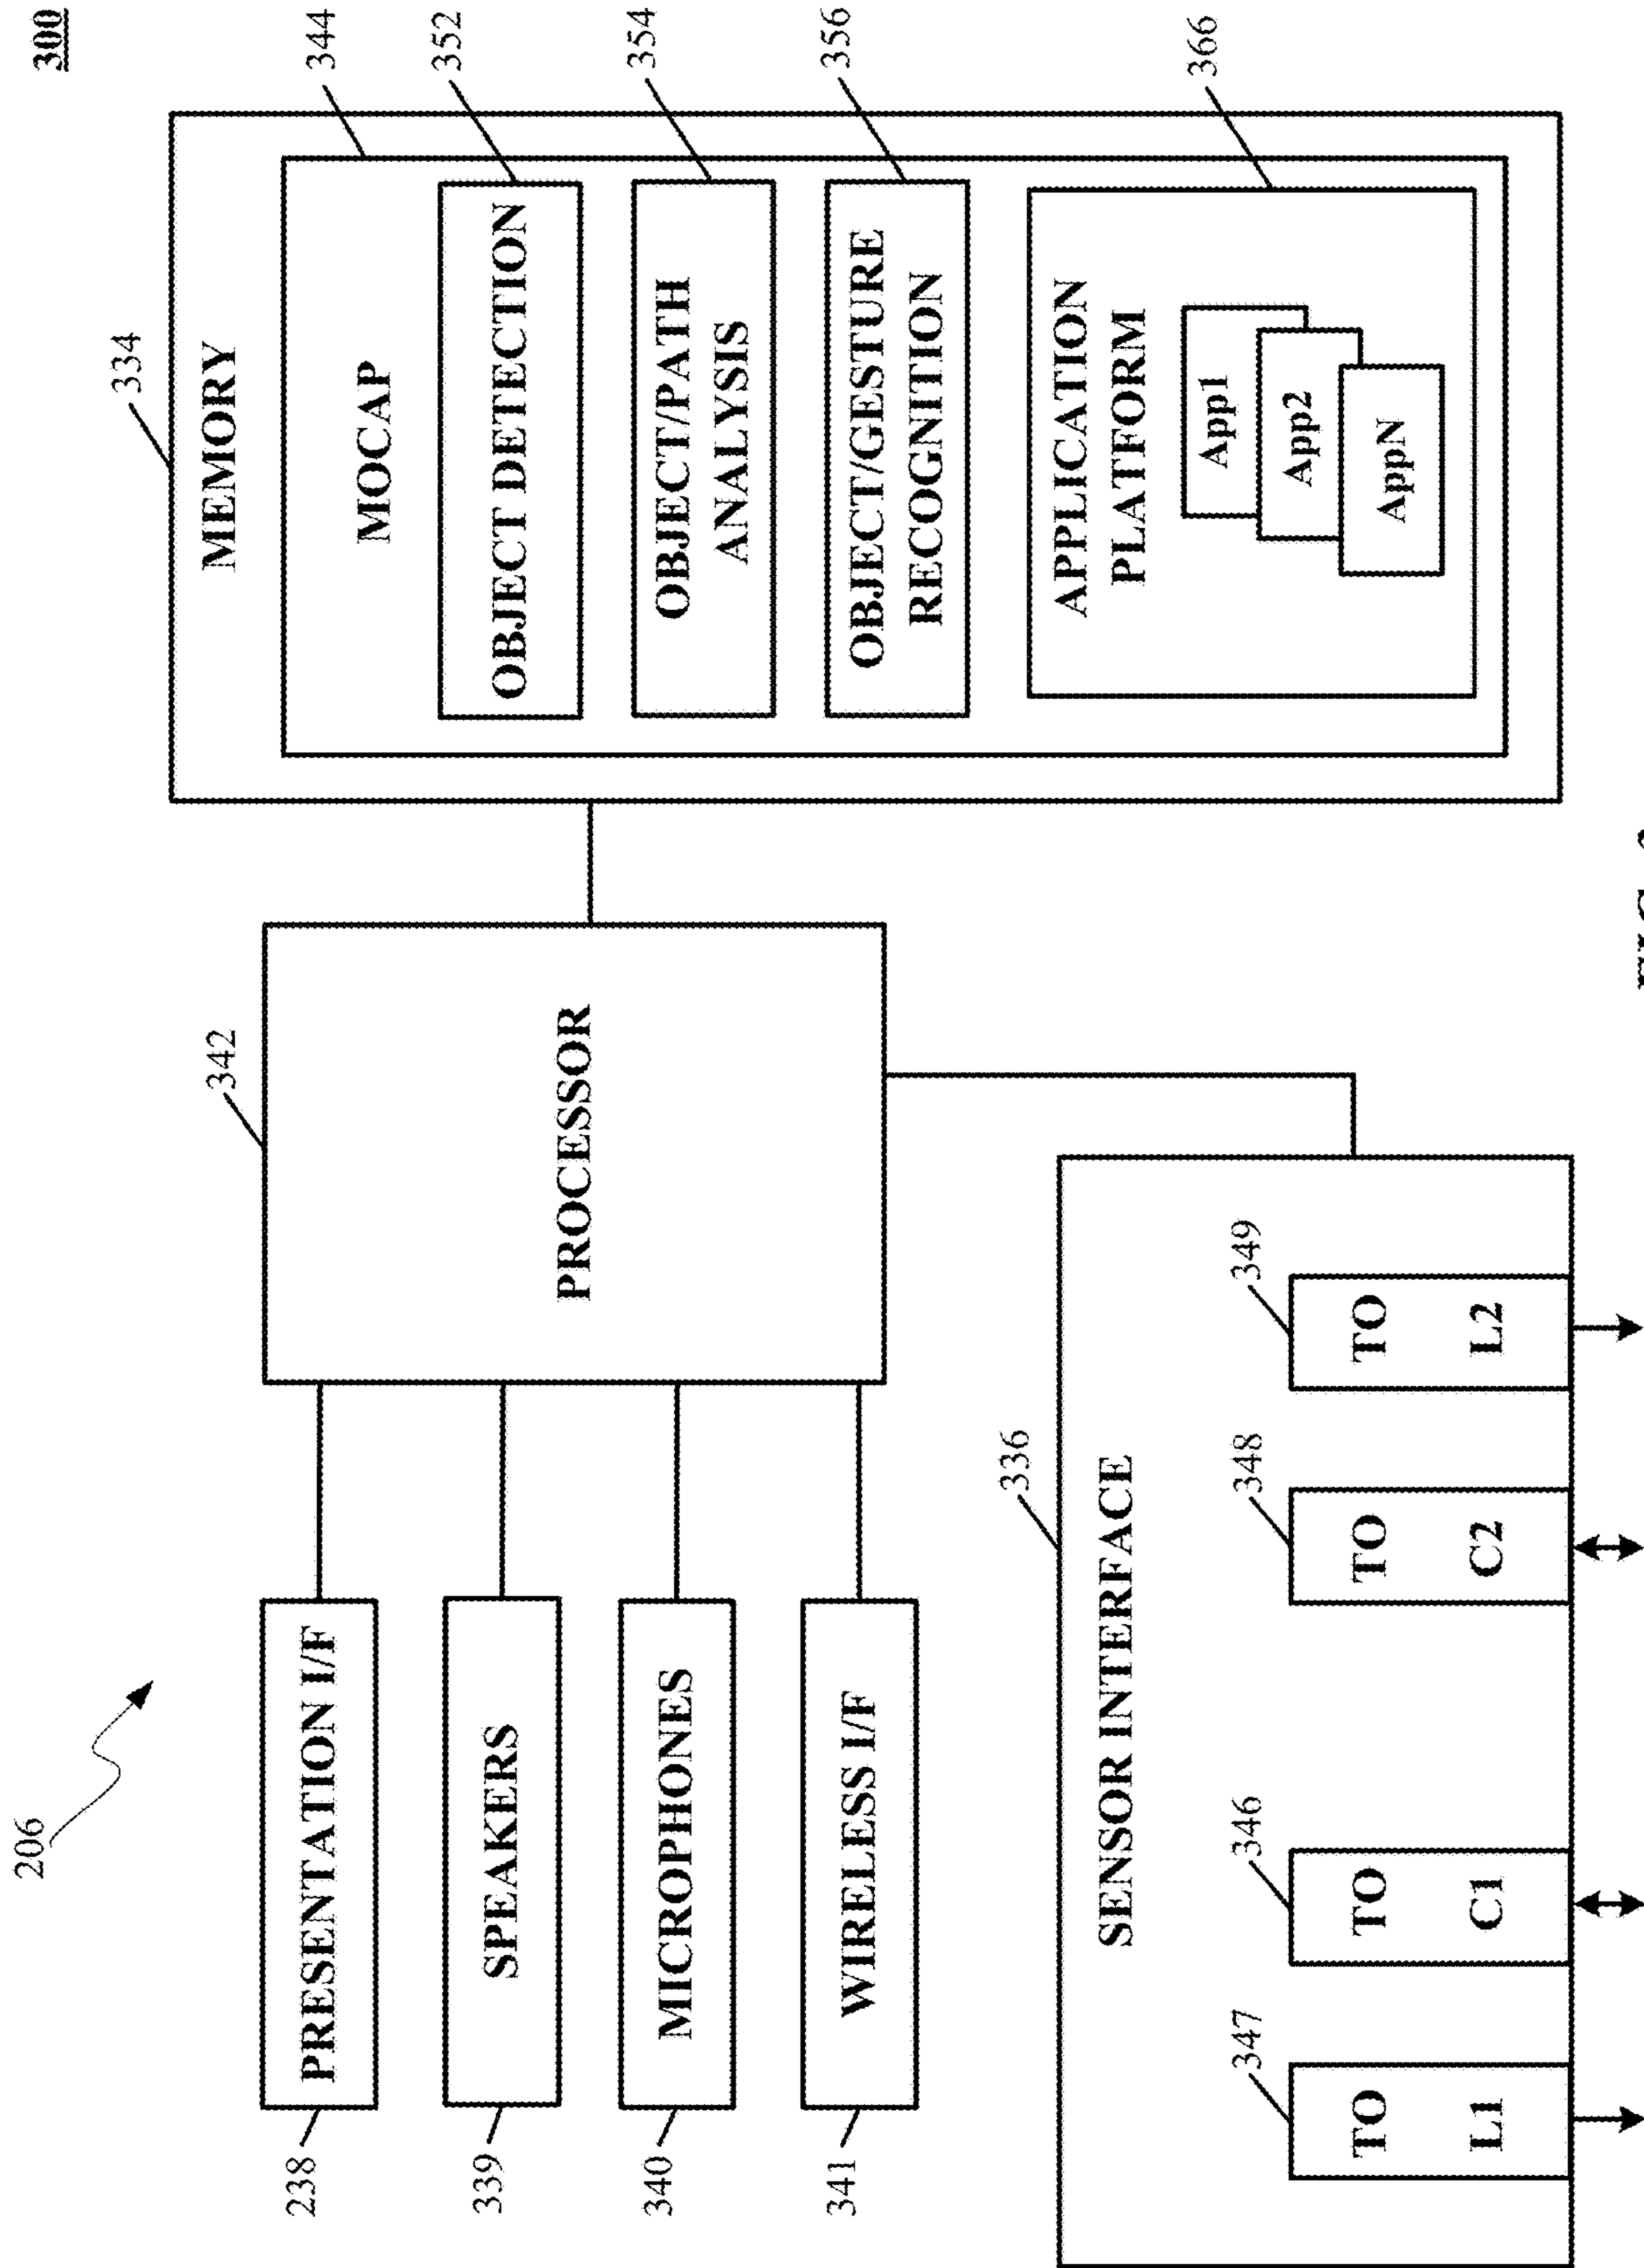 300
206
238
PRESENTATION I/F
339
SPEAKERS
340
MICROPHONES
341
WIRELESS I/F
342
PROCESSOR
334
MEMORY
344
MOCAP
352
OBJECT DETECTION
354
OBJECT/PATH
ANALYSIS
356
OBJECT/GESTURE
RECOGNITION
366
APPLICATION
PLATFORM
App1
App2
AppN
336
SENSOR INTERFACE
347
TO
L1
346
TO
C1
348
TO
C2
349
TO
L2